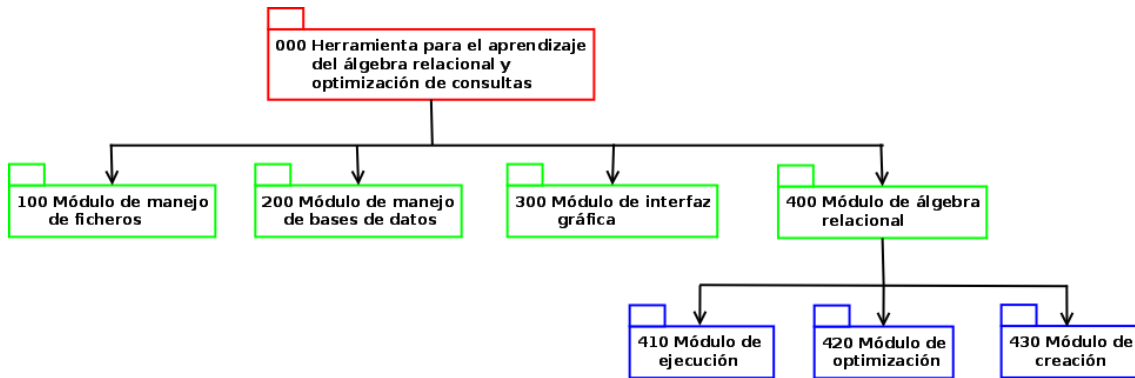 000 Herramienta para el aprendizaje
del álgebra relacional y
optimización de consultas
100 Módulo de manejo
de ficheros
200 Módulo de manejo
de bases de datos
300 Módulo de interfaz
gráfica
400 Módulo de álgebra
relacional
410 Módulo de
ejecución
420 Módulo de
optimización
430 Módulo de
creación